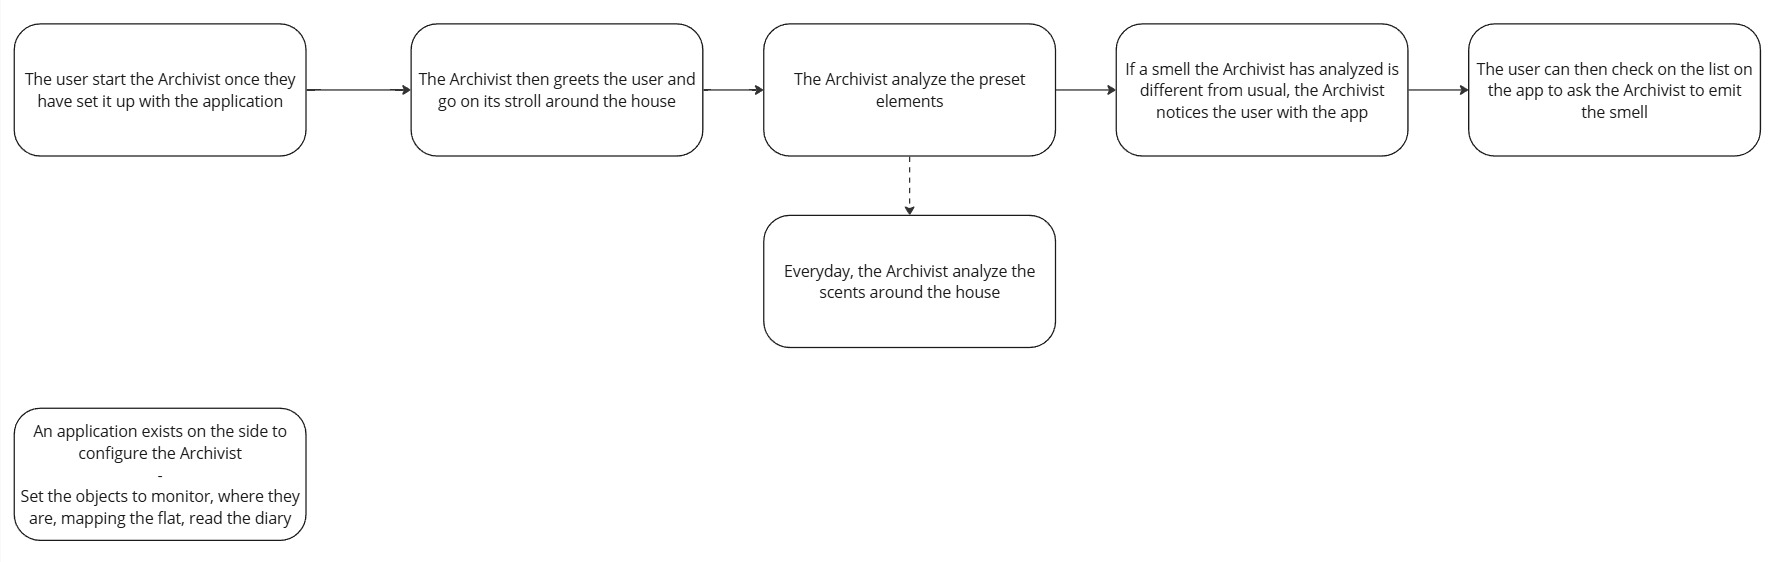 The user start the Archivist once they
have set it up with the application
The Archivist then greets the user and
go on its stroll around the house
The Archivist analyze the preset
elements
If a smell the Archivist has analyzed is
different from usual, the Archivist
notices the user with the app
The user can then check on the list on
the app to ask the Archivist to emit
the smell
Everyday, the Archivist analyze the
scents around the house
An application exists on the side to
configure the Archivist
-
Set the objects to monitor, where they
are, mapping the flat, read the diary